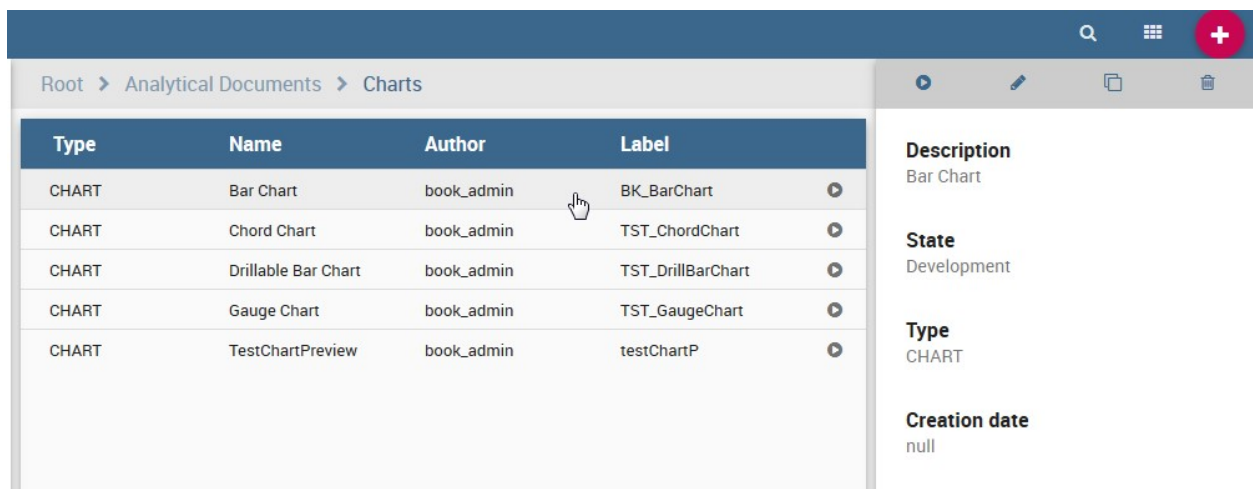 Root > Analytical Documents > Charts
Type Name Author Label
CHART Bar Chart book_admin BK_BarChart
CHART Chord Chart book_admin TST_ChordChart
CHART Drillable Bar Chart book_admin TST_DrillBarChart
CHART Gauge Chart book_admin TST_GaugeChart
CHART TestChartPreview book_admin testChartP
Description
Bar Chart
State
Development
Type
CHART
Creation date
null